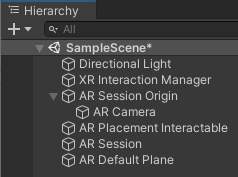 Hierarchy
All
SampleScene*
Directional Light
XR Interaction Manager
AR Session Origin
AR Camera
AR Placement Interactable
AR Session
AR Default Plane